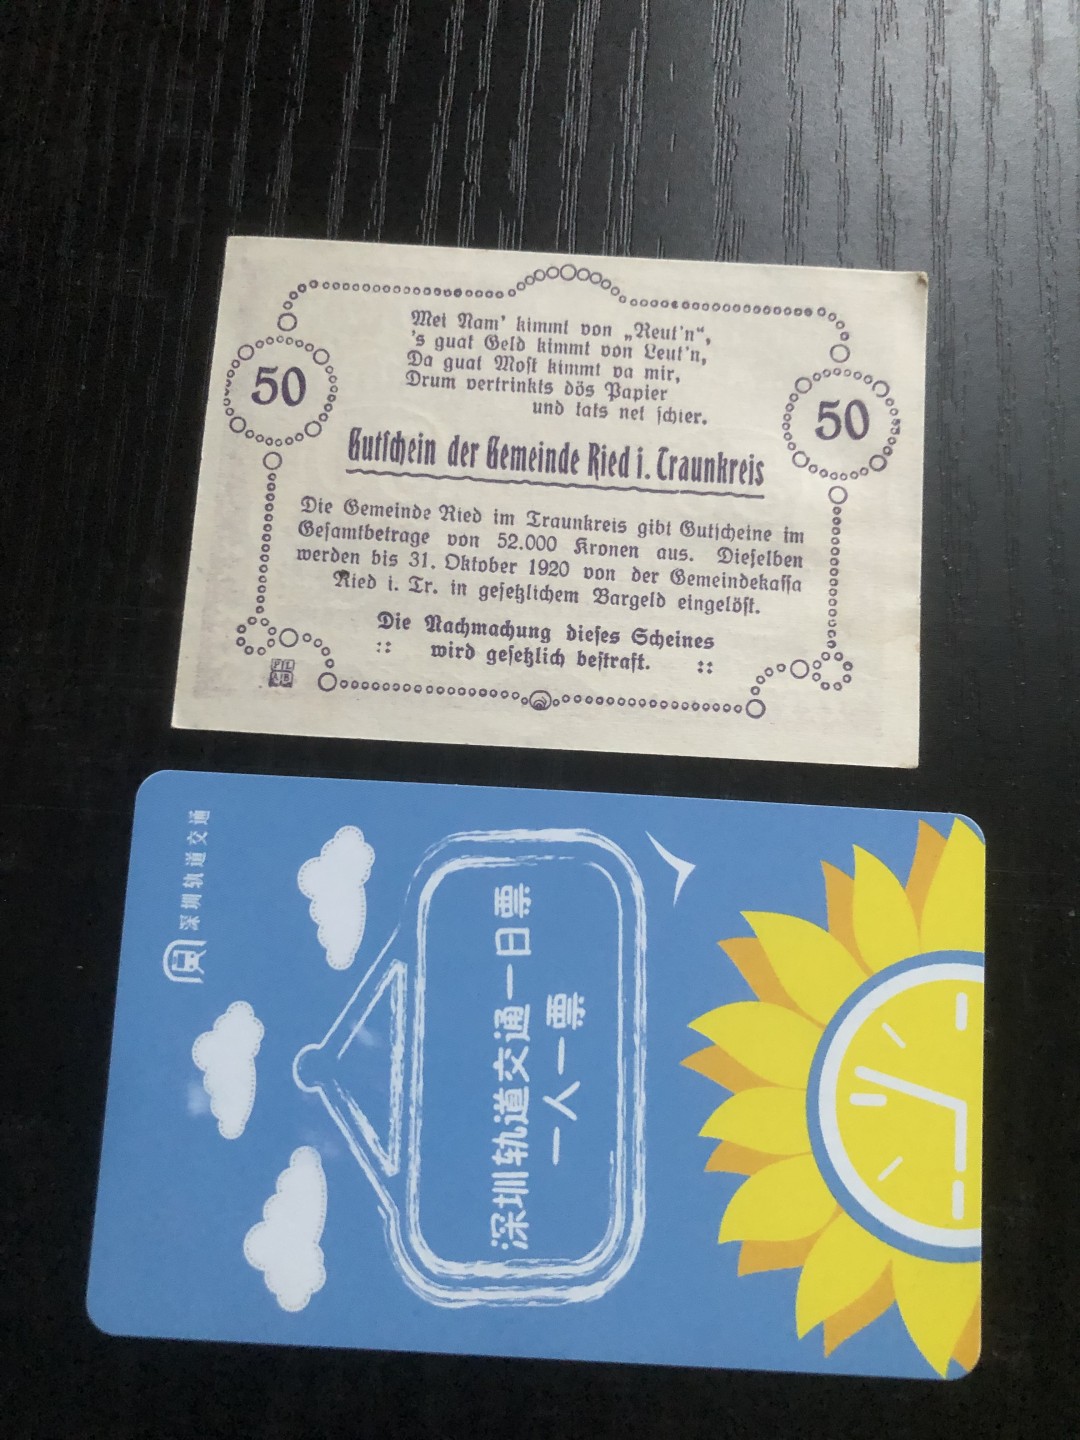 Mei Nam' kimmt von „Reut'n“,
's guat Geld kimmt von Leut'n,
Da guat Most kimmt va mir,
Drum vertrinkts dös Papier
und tats net schier.
50
50
Gutschein der Gemeinde Ried i. Traunkreis
Die Gemeinde Ried im Traunkreis gibt Gutscheine im
Gesamtbetrage von 52.000 Kronen aus. Dieselben
werden bis 31. Oktober 1920 von der Gemeindekassa
Ried i. Tr. in gesetzlichem Bargeld eingelöst.
Die Nachmachung dieses Scheines
:: wird gesetzlich bestraft. ::
深圳轨道交通
深圳轨道交通一日票
一人一票